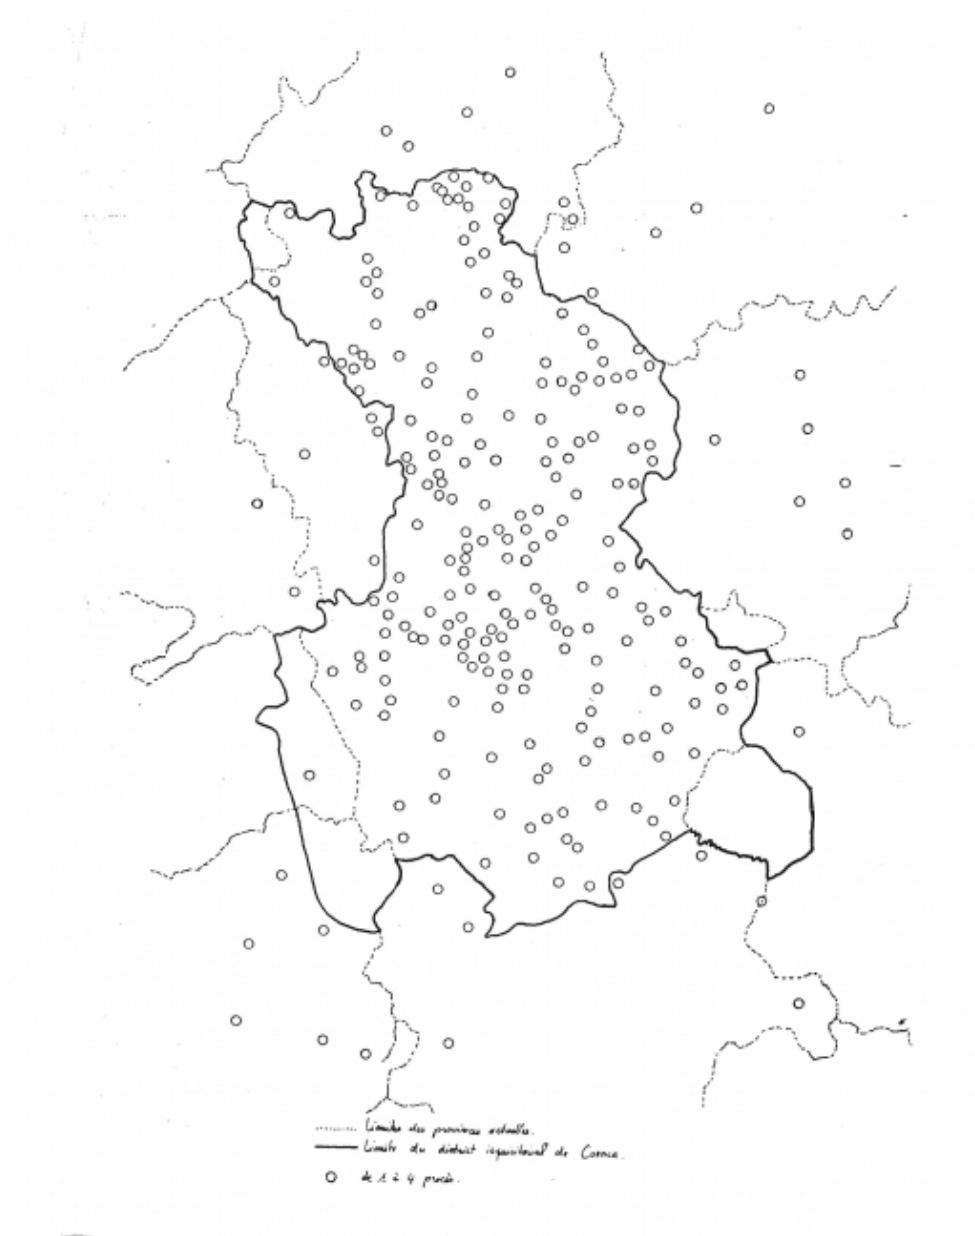 Limite des provinces actuelles.
Limite du district inquisitorial de Cuenca.
de 1 à 4 procès.